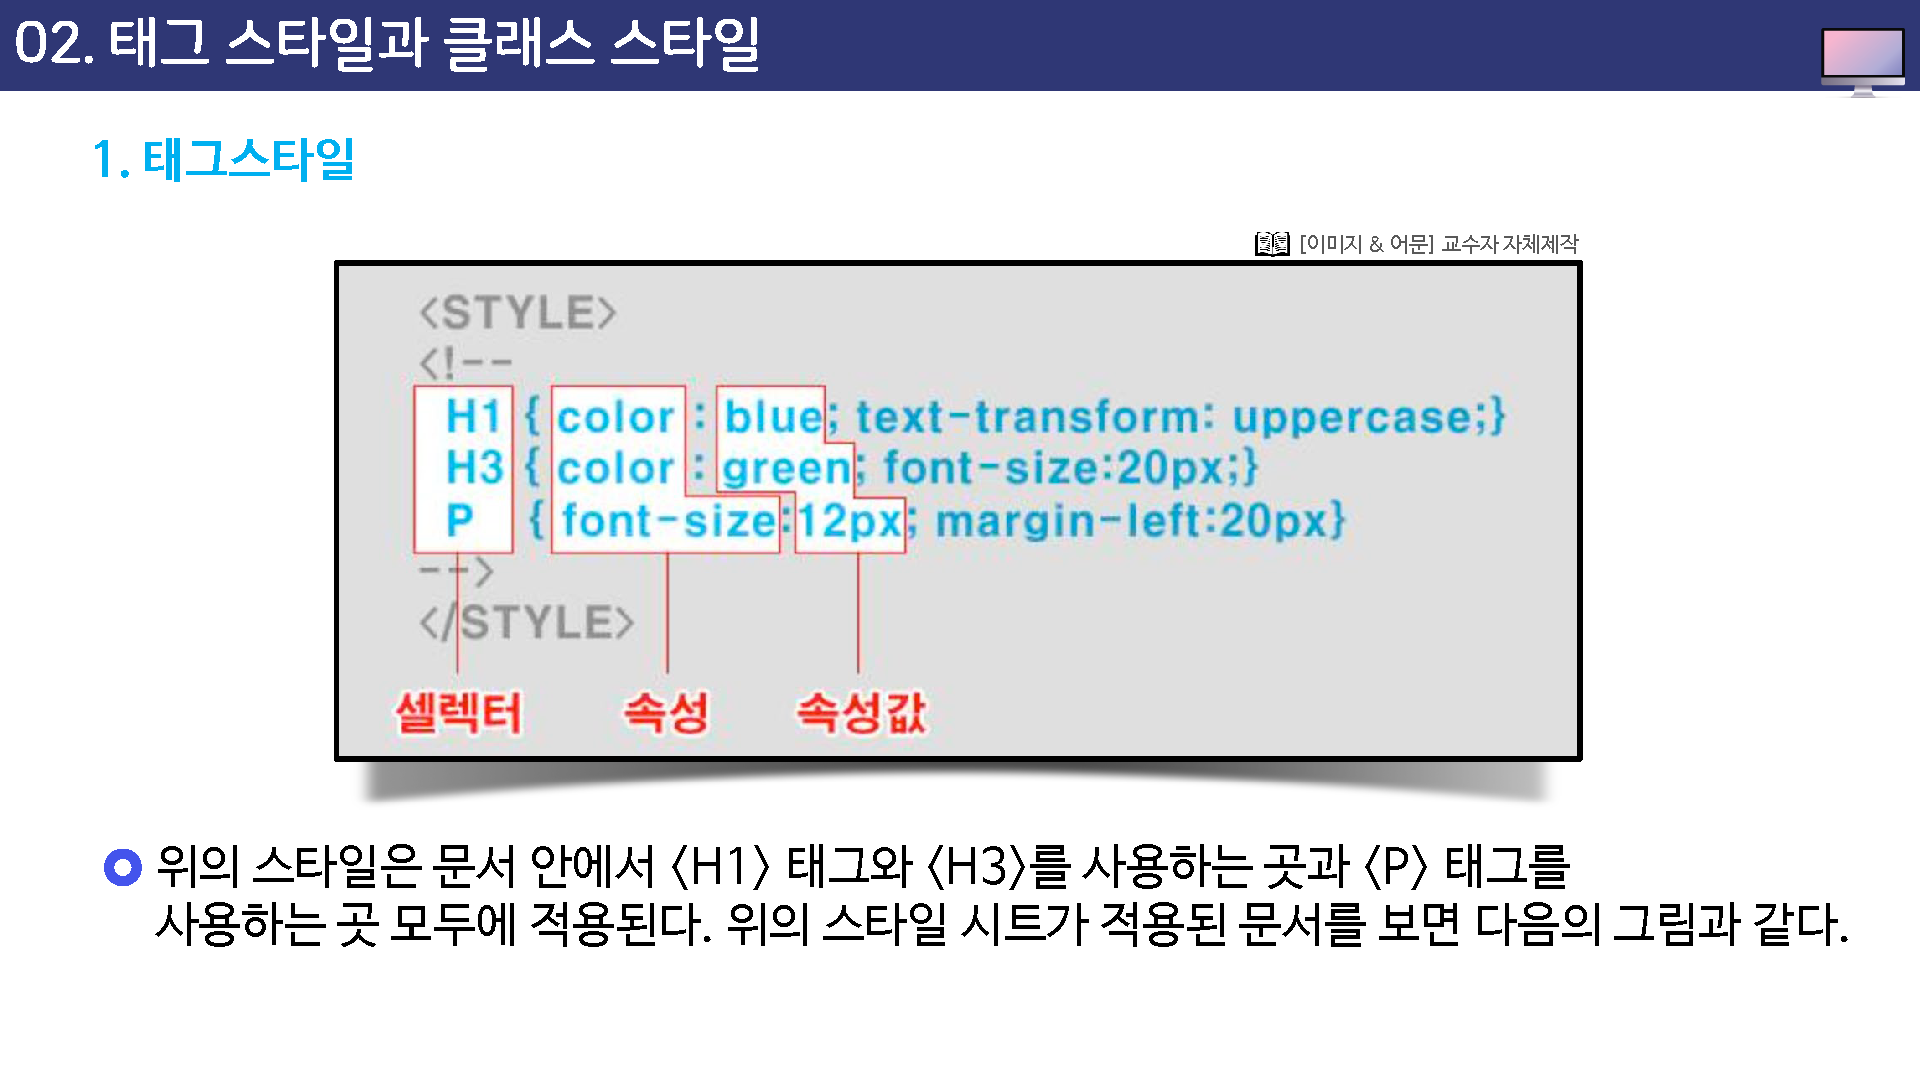 02. 태그 스타일과 클래스 스타일
1. 태그스타일
[이미지 & 어문] 교수자 자체제작
<STYLE>
<!--
H1 { color : blue; text-transform: uppercase;}
H3 { color : green; font-size:20px;}
P { font-size:12px; margin-left:20px}
-->
</STYLE>
셀렉터 속성 속성값
위의 스타일은 문서 안에서 <H1> 태그와 <H3>를 사용하는 곳과 <P> 태그를
사용하는 곳 모두에 적용된다. 위의 스타일 시트가 적용된 문서를 보면 다음의 그림과 같다.